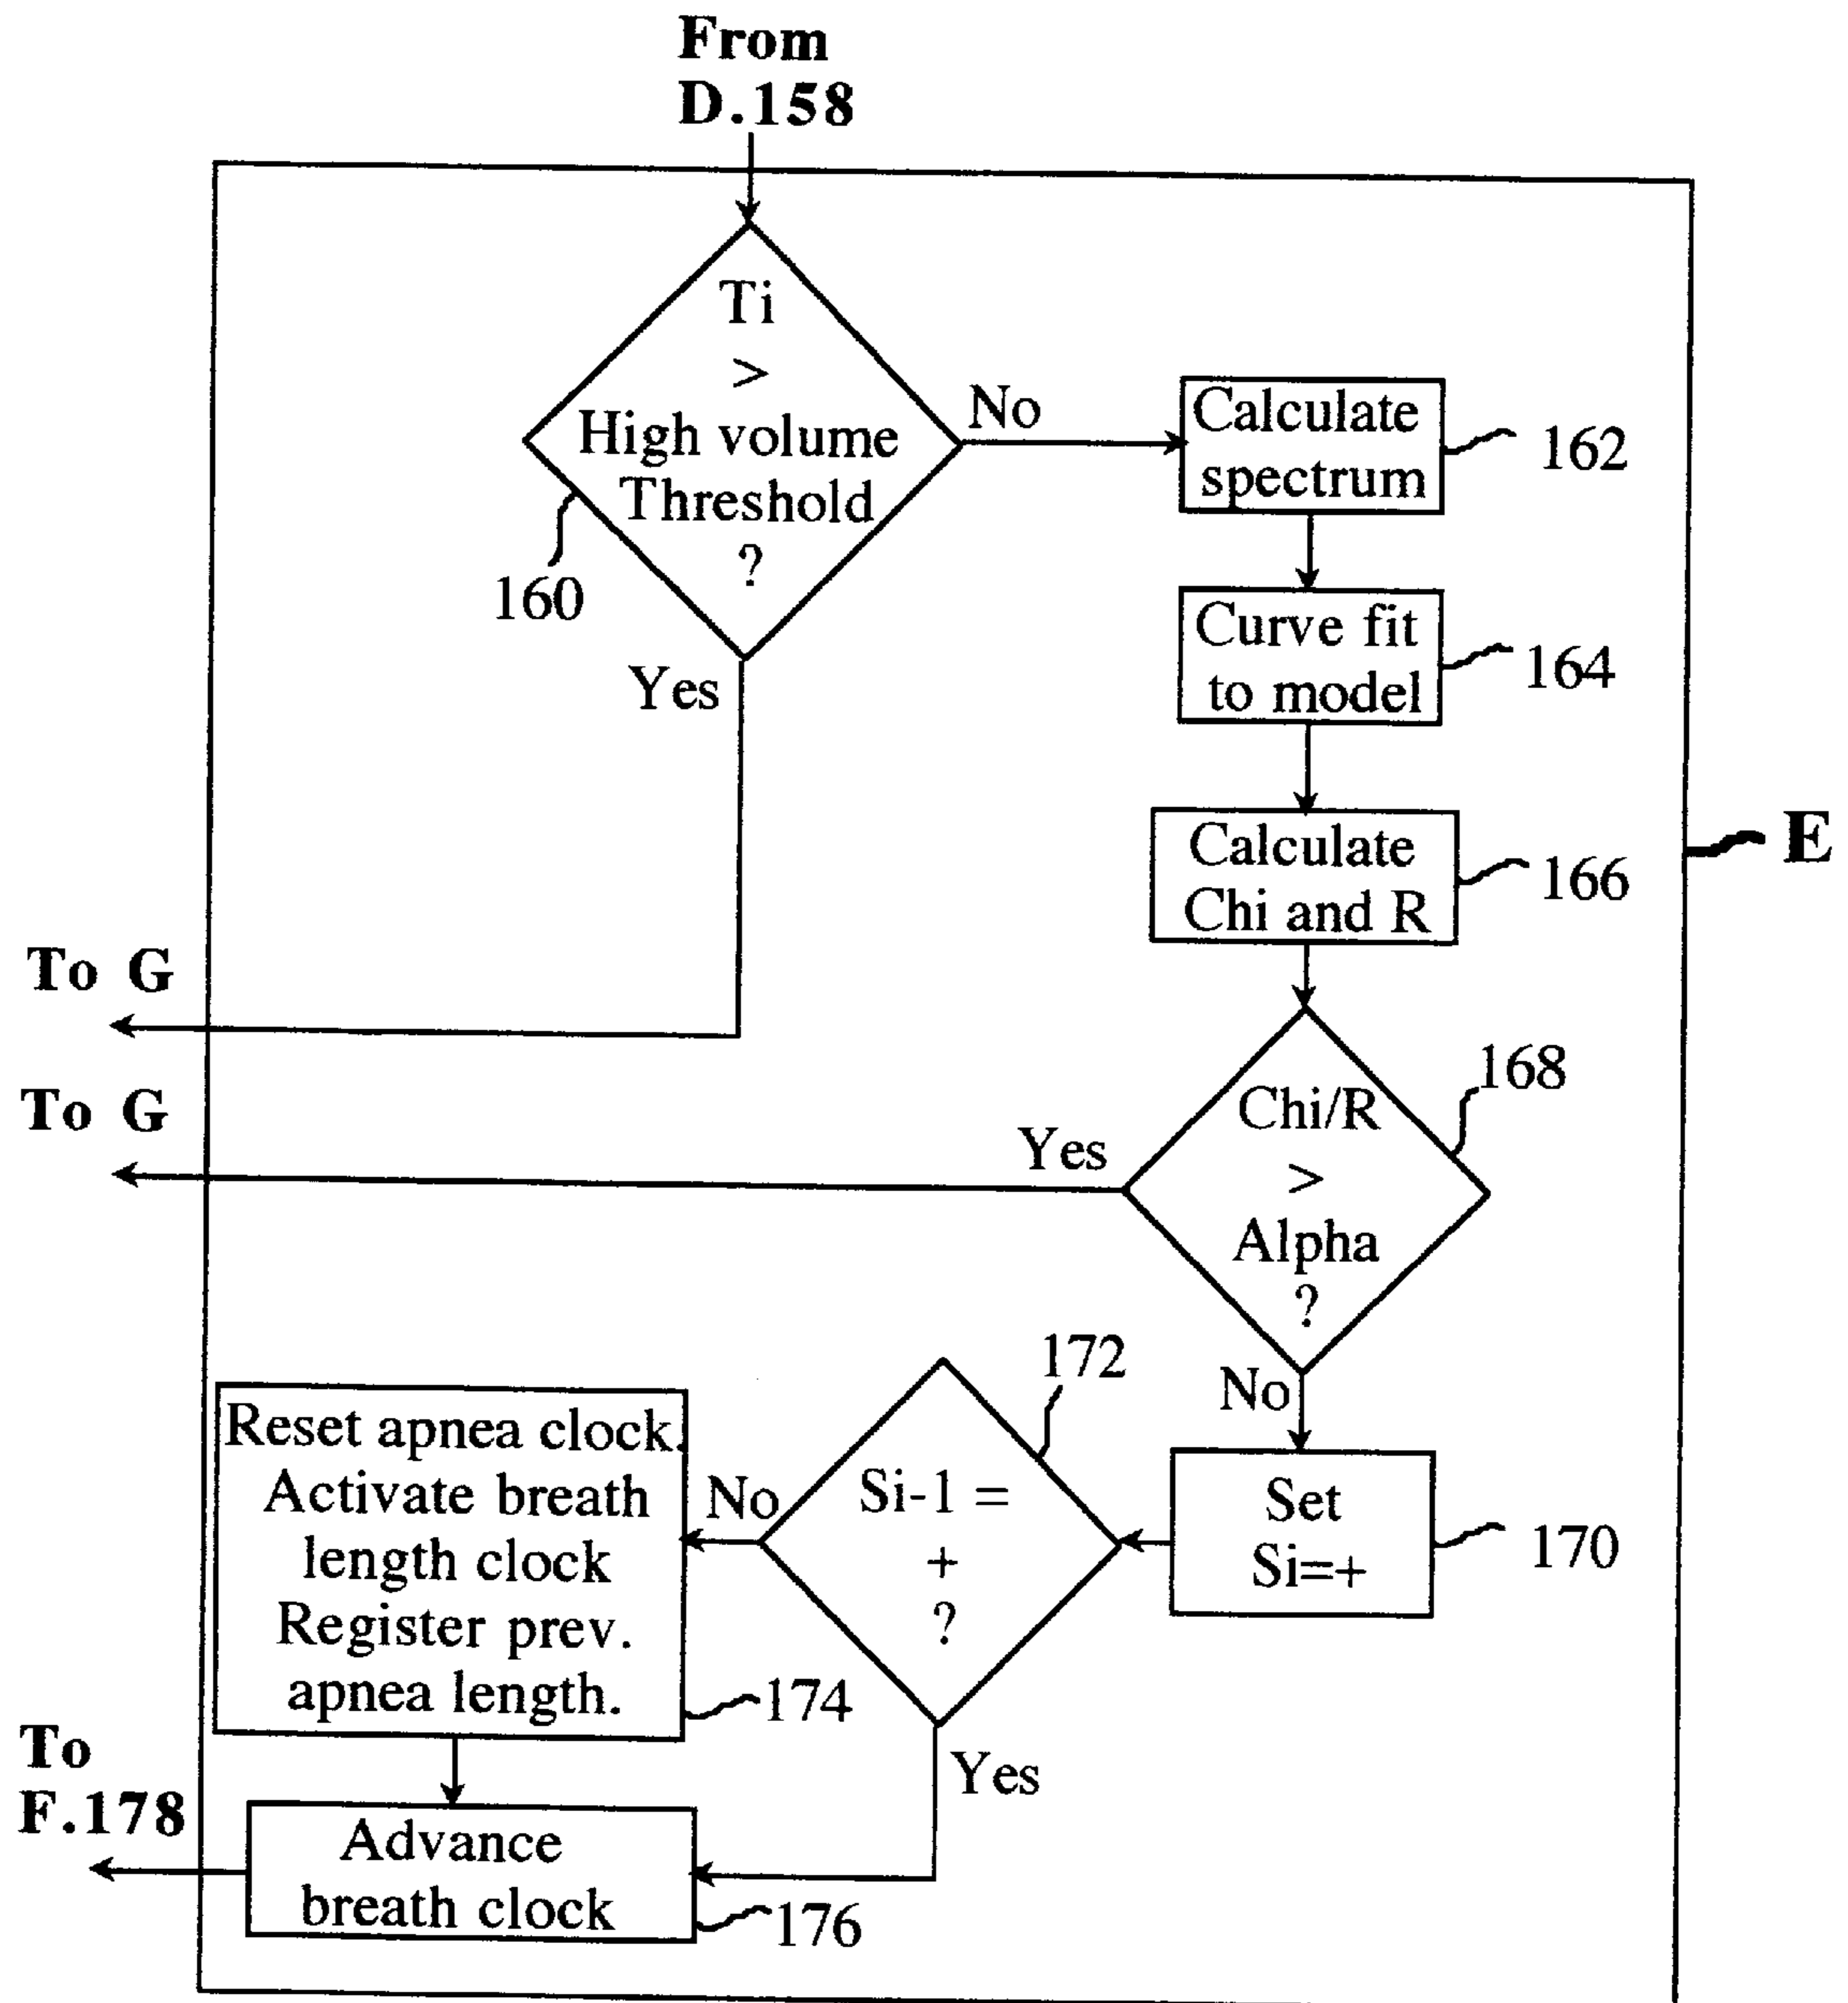 From
D.158
Ti
>
High volume
Threshold
?
160
No
Yes
Calculate
spectrum
162
Curve fit
to model
164
Calculate
Chi and R
166
E
To G
To G
Chi/R
>
Alpha
?
168
Yes
No
Set
Si=+
170
Si-1 =
+
?
172
No
Yes
Reset apnea clock.
Activate breath
length clock
Register prev.
apnea length.
174
Advance
breath clock
176
To
F.178